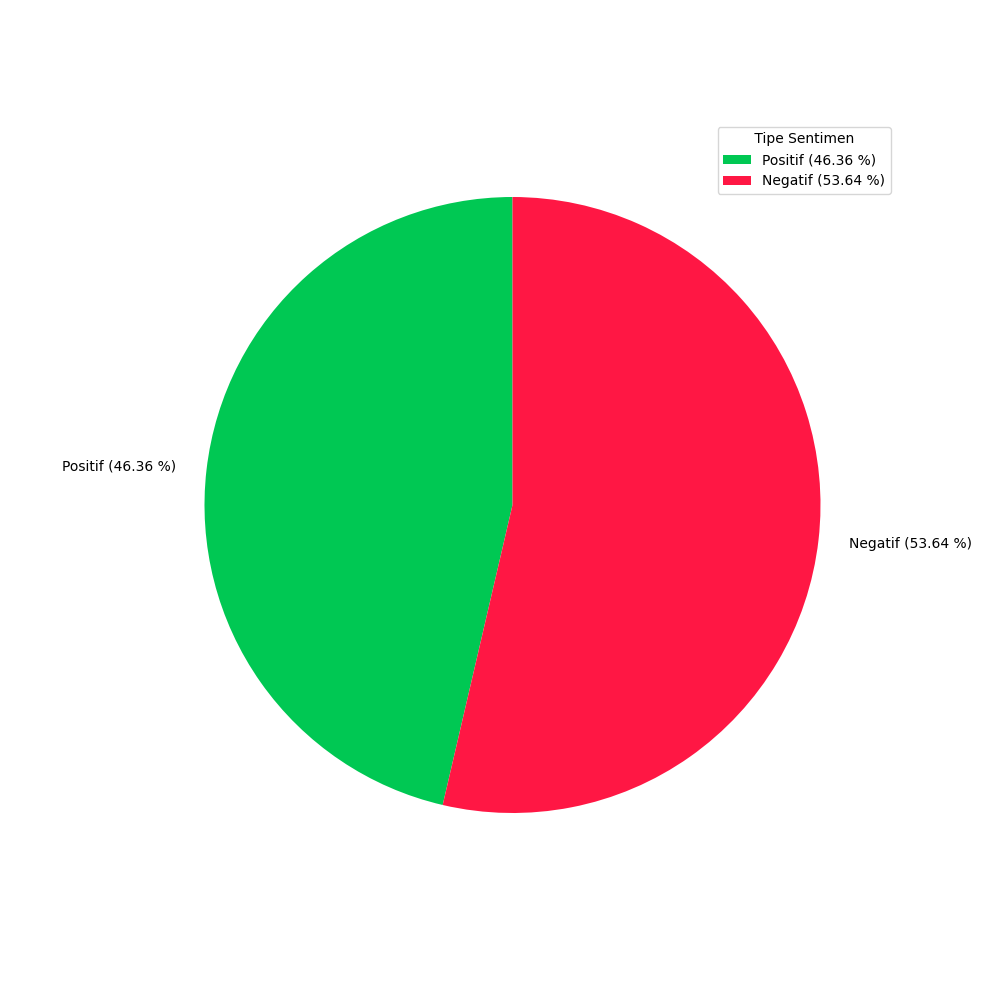 Tipe Sentimen
Positif (46.36 %)
Negatif (53.64 %)
Positif (46.36 %)
Negatif (53.64 %)